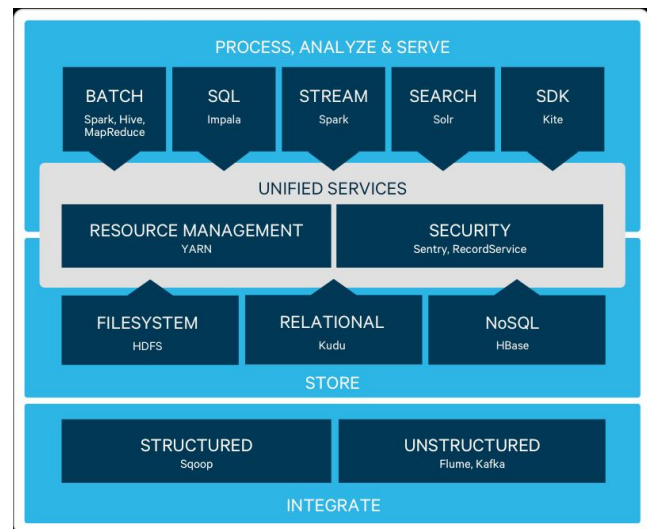 PROCESS, ANALYZE & SERVE
BATCH
Spark, Hive,
MapReduce
SQL
Impala
STREAM
Spark
SEARCH
Solr
SDK
Kite
UNIFIED SERVICES
RESOURCE MANAGEMENT
YARN
SECURITY
Sentry, RecordService
FILESYSTEM
HDFS
RELATIONAL
Kudu
NoSQL
HBase
STORE
STRUCTURED
Sqoop
UNSTRUCTURED
Flume, Kafka
INTEGRATE